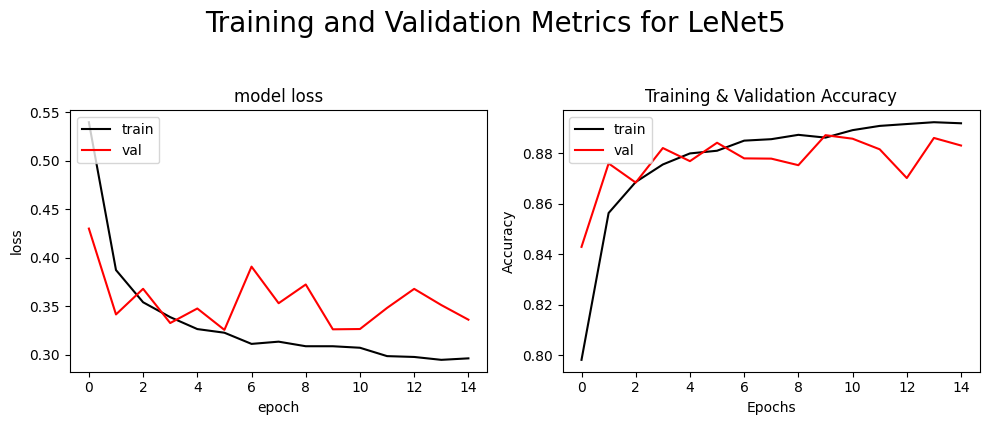 Training and Validation Metrics for LeNet5
model loss
train
val
0.55
0.50
0.45
0.40
0.35
0.30
loss
0 2 4 6 8 10 12 14
epoch
Training & Validation Accuracy
train
val
0.88
0.86
0.84
0.82
0.80
Accuracy
0 2 4 6 8 10 12 14
Epochs